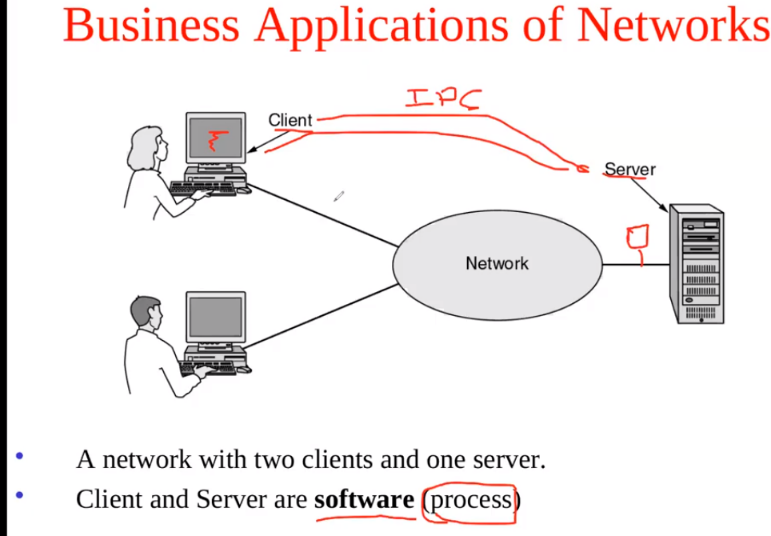 Business Applications of Networks
IPC
Client
Server
Network
• A network with two clients and one server.
• Client and Server are software (process)